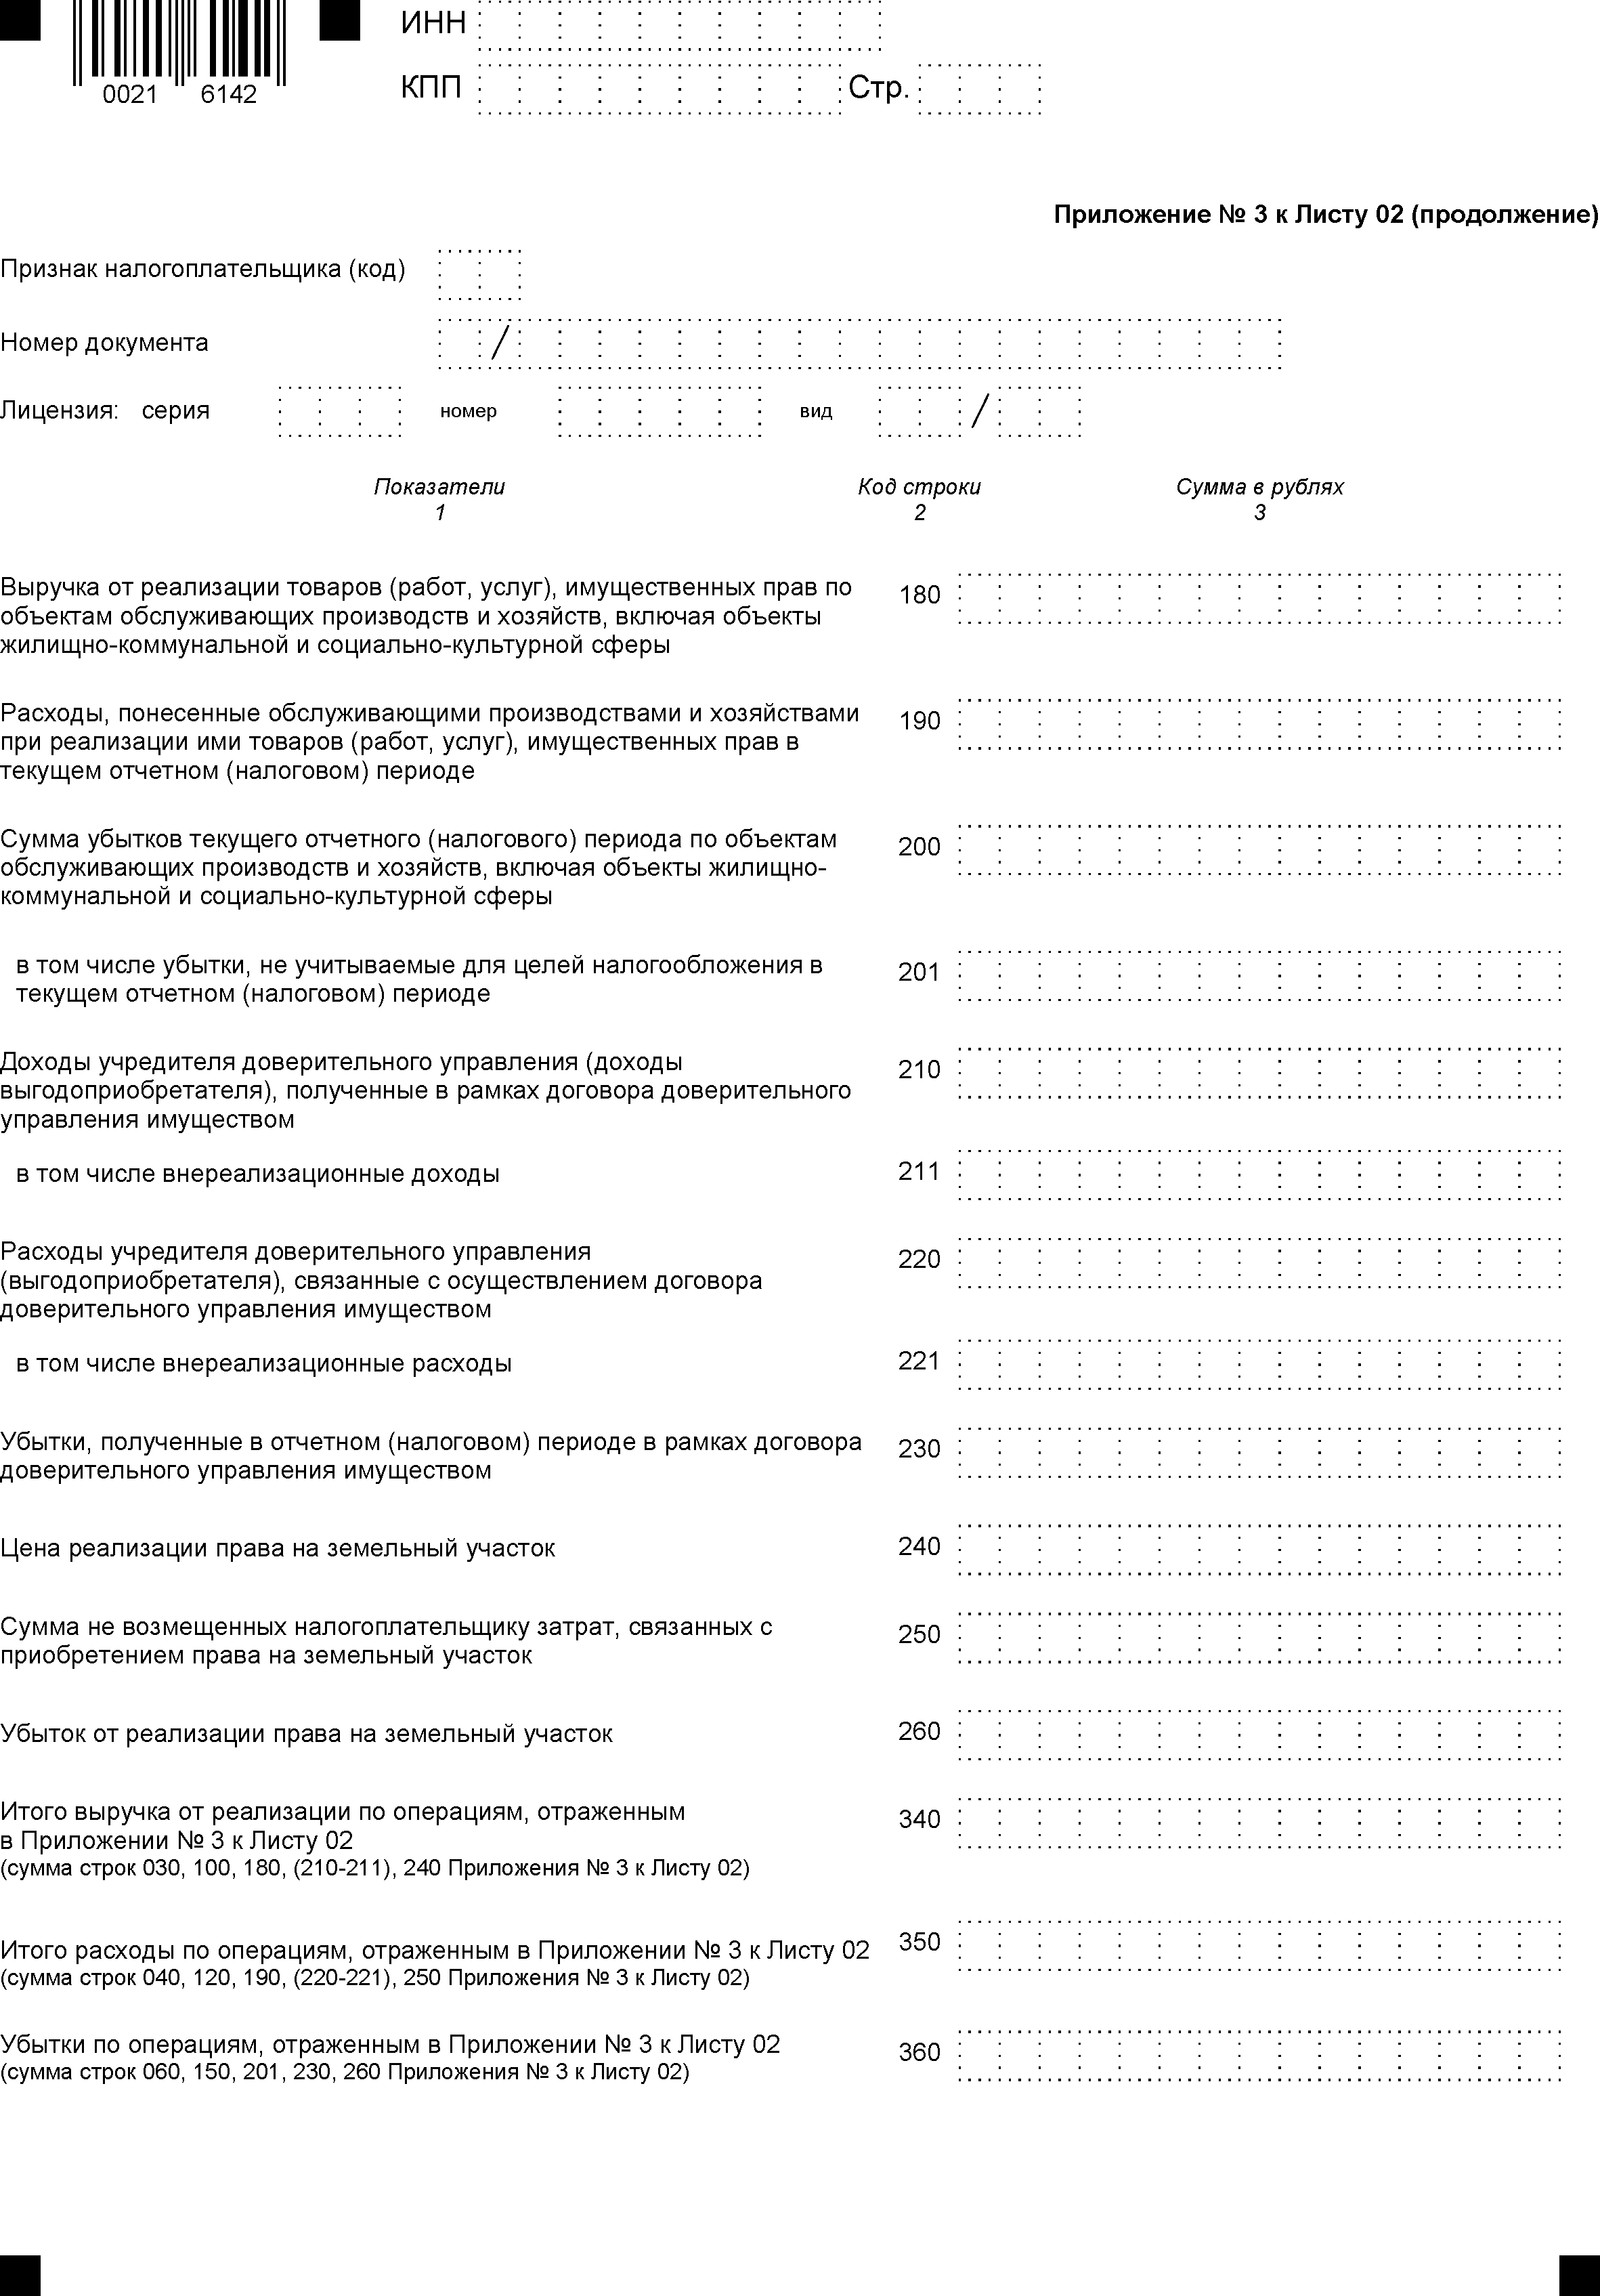 ИНН
0021 6142
КПП Стр.
Приложение № 3 к Листу 02 (продолжение)
Признак налогоплательщика (код)
Номер документа /
Лицензия: серия номер вид /
Показатели Код строки Сумма в рублях
1 2 3
Выручка от реализации товаров (работ, услуг), имущественных прав по 180
объектам обслуживающих производств и хозяйств, включая объекты
жилищно-коммунальной и социально-культурной сферы
Расходы, понесенные обслуживающими производствами и хозяйствами 190
при реализации ими товаров (работ, услуг), имущественных прав в
текущем отчетном (налоговом) периоде
Сумма убытков текущего отчетного (налогового) периода по объектам 200
обслуживающих производств и хозяйств, включая объекты жилищно-
коммунальной и социально-культурной сферы
в том числе убытки, не учитываемые для целей налогообложения в 201
текущем отчетном (налоговом) периоде
Доходы учредителя доверительного управления (доходы 210
выгодоприобретателя), полученные в рамках договора доверительного
управления имуществом
в том числе внереализационные доходы 211
Расходы учредителя доверительного управления 220
(выгодоприобретателя), связанные с осуществлением договора
доверительного управления имуществом
в том числе внереализационные расходы 221
Убытки, полученные в отчетном (налоговом) периоде в рамках договора 230
доверительного управления имуществом
Цена реализации права на земельный участок 240
Сумма не возмещенных налогоплательщику затрат, связанных с 250
приобретением права на земельный участок
Убыток от реализации права на земельный участок 260
Итого выручка от реализации по операциям, отраженным 340
в Приложении № 3 к Листу 02
(сумма строк 030, 100, 180, (210-211), 240 Приложения № 3 к Листу 02)
Итого расходы по операциям, отраженным в Приложении № 3 к Листу 02 350
(сумма строк 040, 120, 190, (220-221), 250 Приложения № 3 к Листу 02)
Убытки по операциям, отраженным в Приложении № 3 к Листу 02 360
(сумма строк 060, 150, 201, 230, 260 Приложения № 3 к Листу 02)